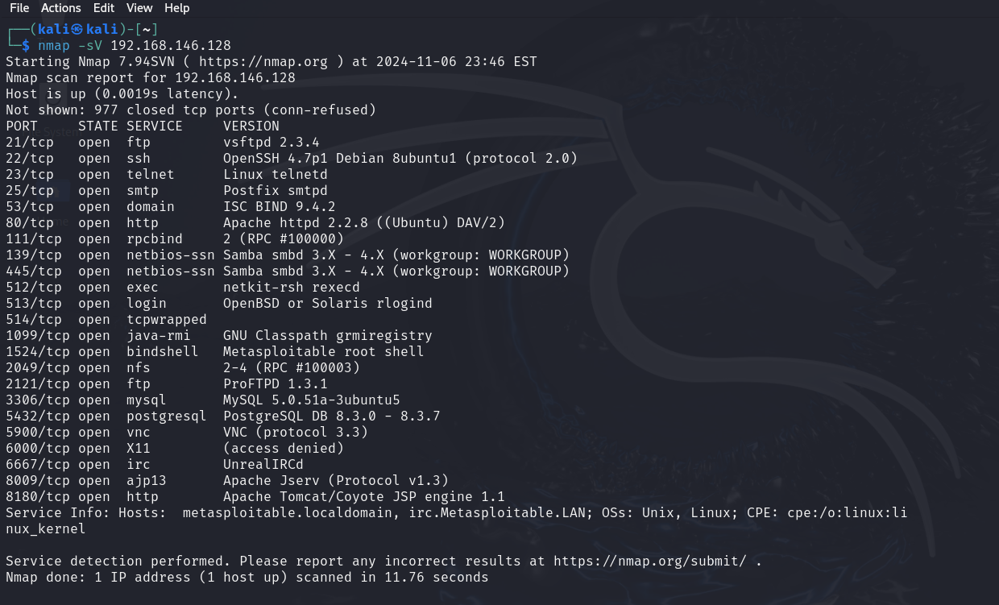 File Actions Edit View Help
┌──(kali㉿kali)-[~]
└─$ nmap -sV 192.168.146.128
Starting Nmap 7.94SVN ( https://nmap.org ) at 2024-11-06 23:46 EST
Nmap scan report for 192.168.146.128
Host is up (0.0019s latency).
Not shown: 977 closed tcp ports (conn-refused)
PORT     STATE SERVICE     VERSION
21/tcp   open  ftp         vsftpd 2.3.4
22/tcp   open  ssh         OpenSSH 4.7p1 Debian 8ubuntu1 (protocol 2.0)
23/tcp   open  telnet      Linux telnetd
25/tcp   open  smtp        Postfix smtpd
53/tcp   open  domain      ISC BIND 9.4.2
80/tcp   open  http        Apache httpd 2.2.8 ((Ubuntu) DAV/2)
111/tcp  open  rpcbind     2 (RPC #100000)
139/tcp  open  netbios-ssn Samba smbd 3.X - 4.X (workgroup: WORKGROUP)
445/tcp  open  netbios-ssn Samba smbd 3.X - 4.X (workgroup: WORKGROUP)
512/tcp  open  exec        netkit-rsh rexecd
513/tcp  open  login       OpenBSD or Solaris rlogind
514/tcp  open  tcpwrapped
1099/tcp open  java-rmi    GNU Classpath grmiregistry
1524/tcp open  bindshell   Metasploitable root shell
2049/tcp open  nfs         2-4 (RPC #100003)
2121/tcp open  ftp         ProFTPD 1.3.1
3306/tcp open  mysql       MySQL 5.0.51a-3ubuntu5
5432/tcp open  postgresql  PostgreSQL DB 8.3.0 - 8.3.7
5900/tcp open  vnc         VNC (protocol 3.3)
6000/tcp open  X11         (access denied)
6667/tcp open  irc         UnrealIRCd
8009/tcp open  ajp13       Apache Jserv (Protocol v1.3)
8180/tcp open  http        Apache Tomcat/Coyote JSP engine 1.1
Service Info: Hosts:  metasploitable.localdomain, irc.Metasploitable.LAN; OSs: Unix, Linux; CPE: cpe:/o:linux:li
nux_kernel
Service detection performed. Please report any incorrect results at https://nmap.org/submit/ .
Nmap done: 1 IP address (1 host up) scanned in 11.76 seconds